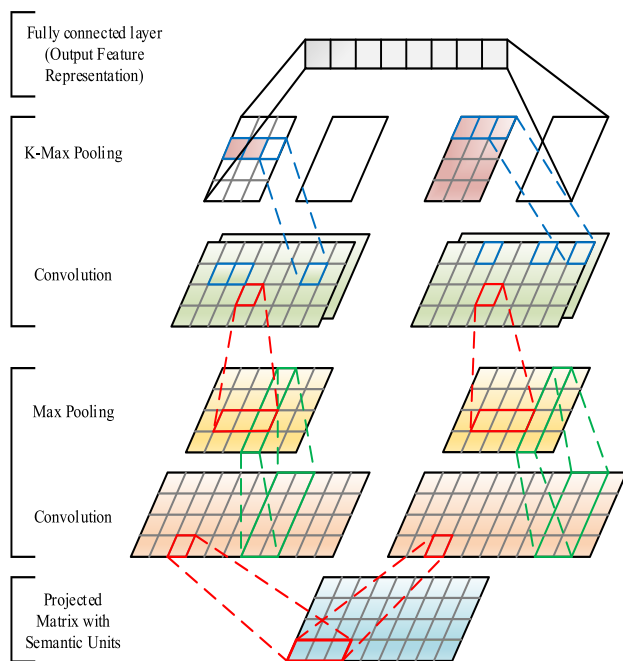 Fully connected layer
(Output Feature
Representation)
K-Max Pooling
Convolution
Max Pooling
Convolution
Projected
Matrix with
Semantic Units